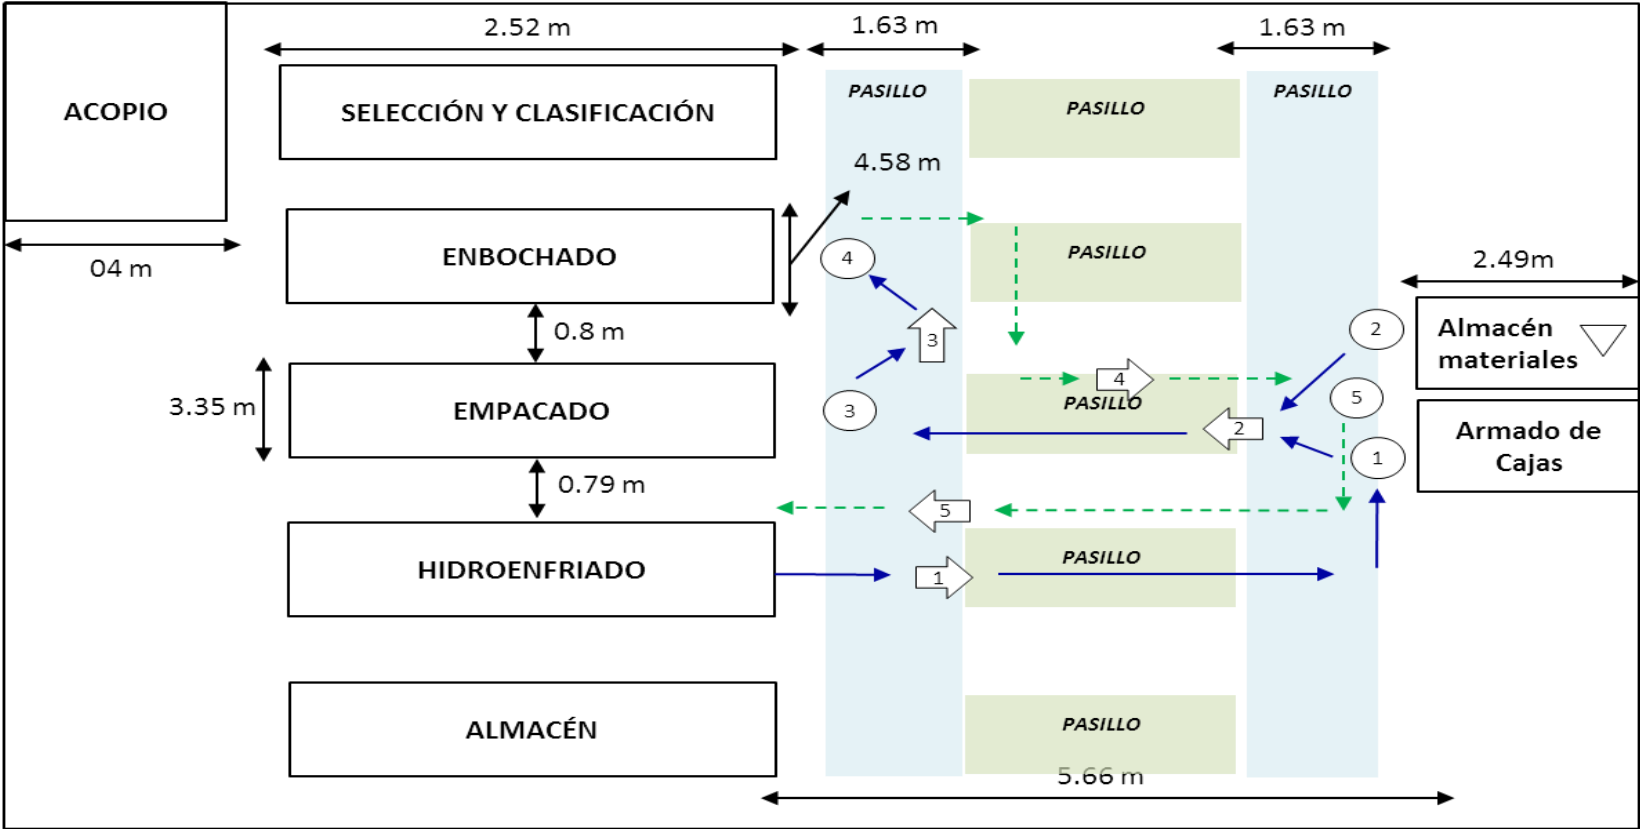 2.52 m
1.63 m
1.63 m
ACOPIO
SELECCIÓN Y CLASIFICACIÓN
PASILLO
PASILLO
PASILLO
4.58 m
04 m
ENBOCHADO
4
PASILLO
2.49m
0.8 m
3
2
Almacén
materiales
3.35 m
EMPACADO
3
4
PASILLO
2
5
1
Armado de
Cajas
0.79 m
5
HIDROENFRIADO
1
PASILLO
ALMACÉN
PASILLO
5.66 m